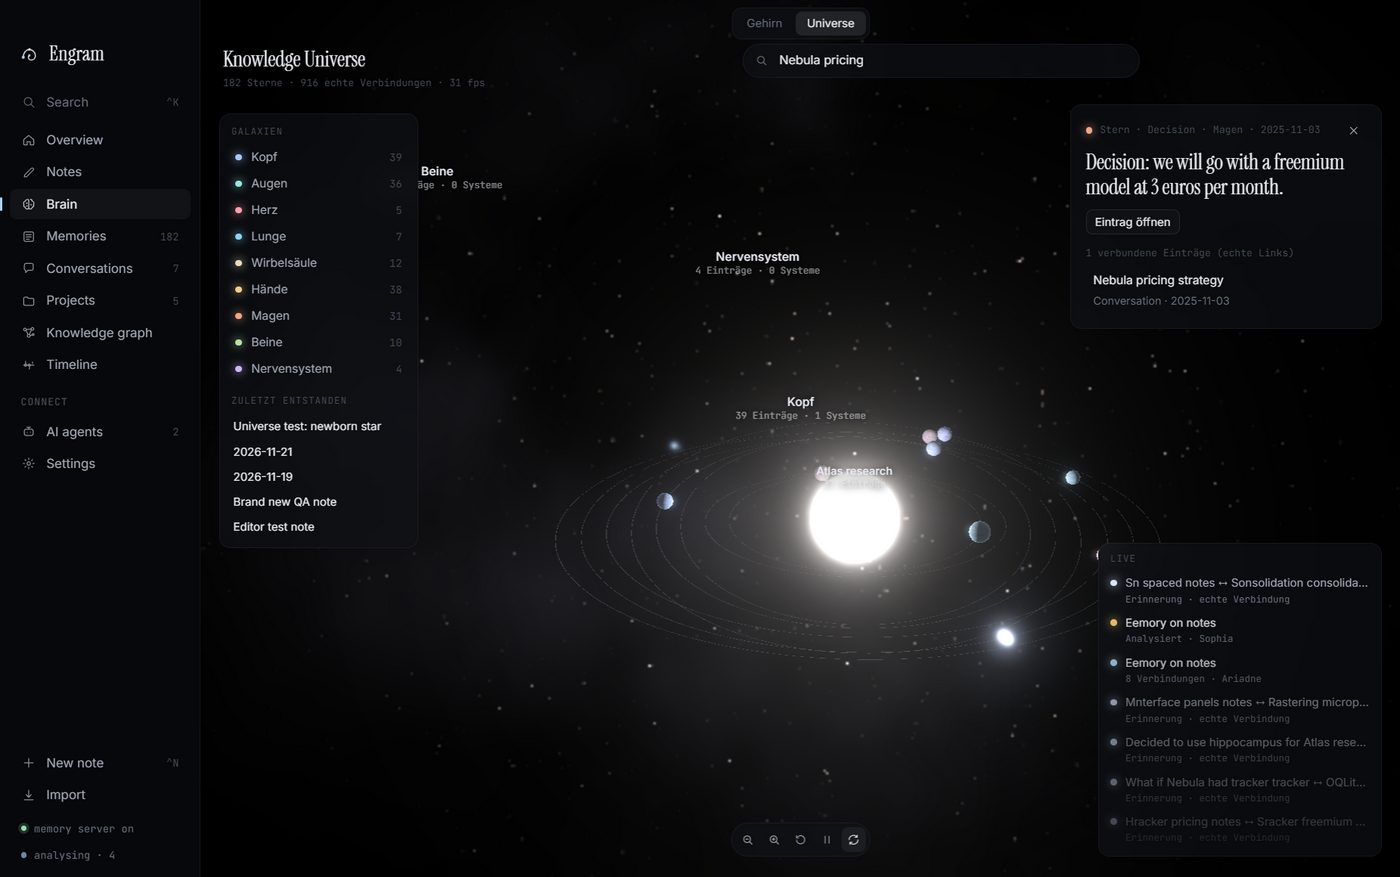 Engram
Search ^K
Overview
Notes
Brain
Memories 182
Conversations 7
Projects 5
Knowledge graph
Timeline
CONNECT
AI agents 2
Settings
New note ^N
Import
memory server on
analysing · 4
Gehirn Universe
Nebula pricing
Knowledge Universe
182 Sterne · 916 echte Verbindungen · 31 fps
GALAXIEN
Kopf 39
Augen 36
Herz 5
Lunge 7
Wirbelsäule 12
Hände 38
Magen 31
Beine 10
Nervensystem 4
ZULETZT ENTSTANDEN
Universe test: newborn star
2026-11-21
2026-11-19
Brand new QA note
Editor test note
Beine
äge · 0 Systeme
Nervensystem
4 Einträge · 0 Systeme
Kopf
39 Einträge · 1 Systeme
Atlas research
Stern · Decision · Magen · 2025-11-03
Decision: we will go with a freemium
model at 3 euros per month.
Eintrag öffnen
1 verbundene Einträge (echte Links)
Nebula pricing strategy
Conversation · 2025-11-03
LIVE
Sn spaced notes ↔ Sonsolidation consolida...
Erinnerung · echte Verbindung
Eemory on notes
Analysiert · Sophia
Eemory on notes
8 Verbindungen · Ariadne
Mnterface panels notes ↔ Rastering microp...
Erinnerung · echte Verbindung
Decided to use hippocampus for Atlas rese...
Erinnerung · echte Verbindung
What if Nebula had tracker tracker ↔ OQLit...
Erinnerung · echte Verbindung
Hracker pricing notes ↔ Sracker freemium ...
Erinnerung · echte Verbindung